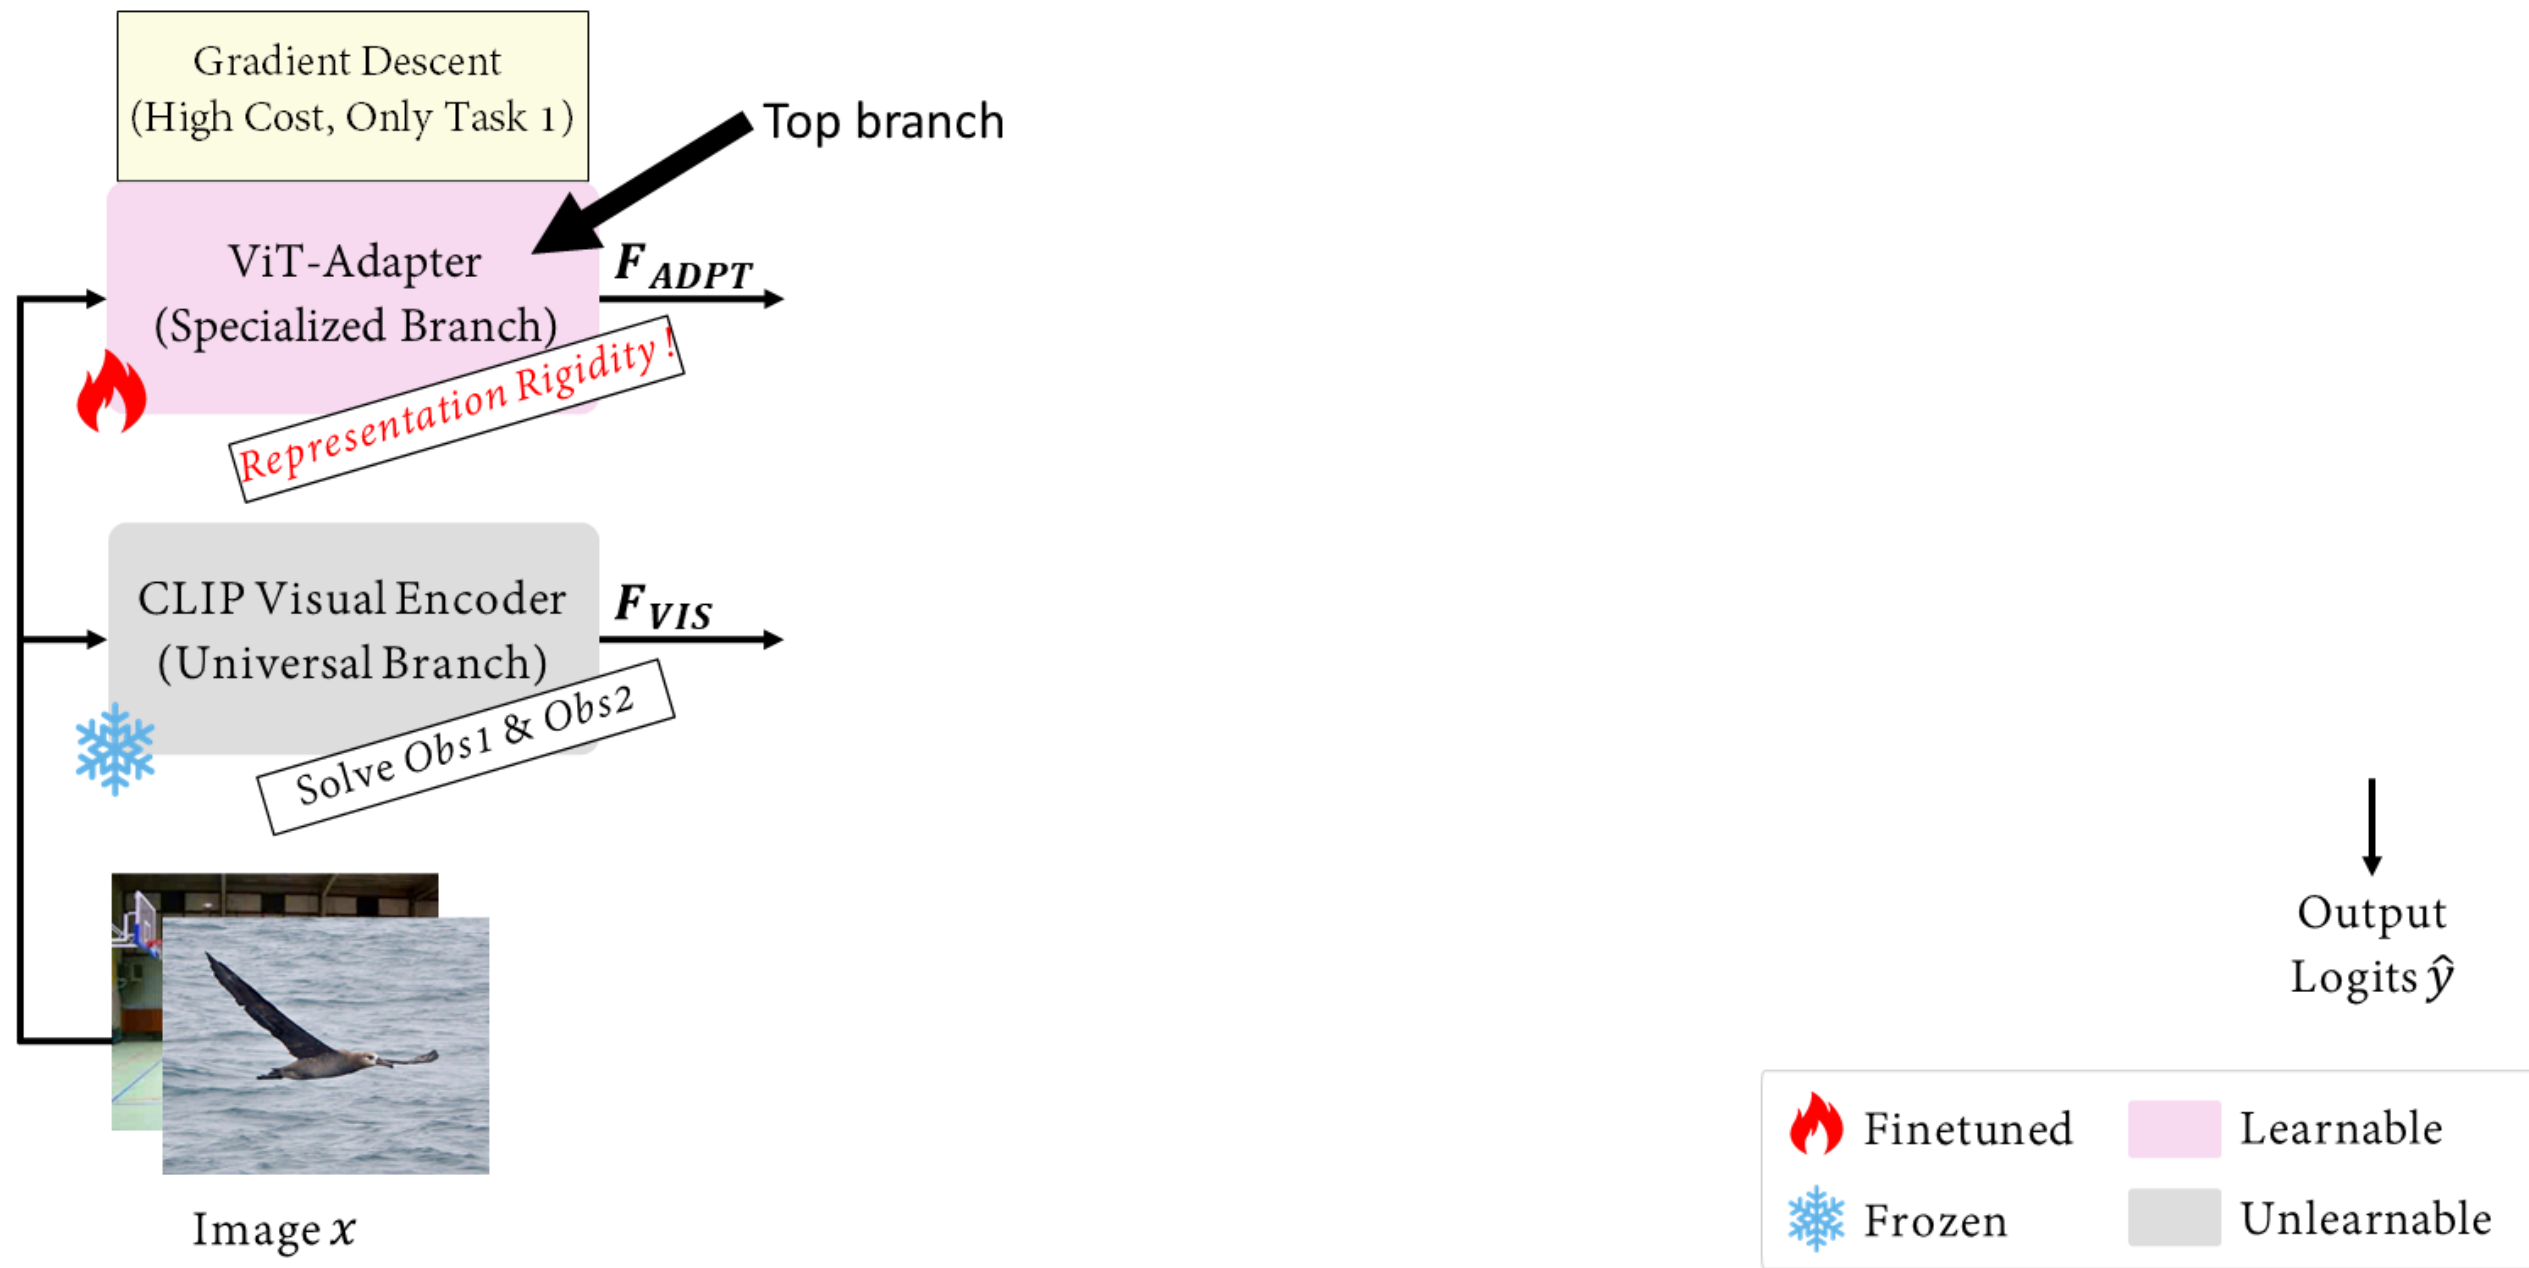 Gradient Descent
(High Cost, Only Task 1)
Top branch
ViT-Adapter
(Specialized Branch)
F ADPT
Representation Rigidity !
CLIP Visual Encoder
(Universal Branch)
F VIS
Solve Obs1 & Obs2
Image x
Output
Logits ŷ
Finetuned
Learnable
Frozen
Unlearnable